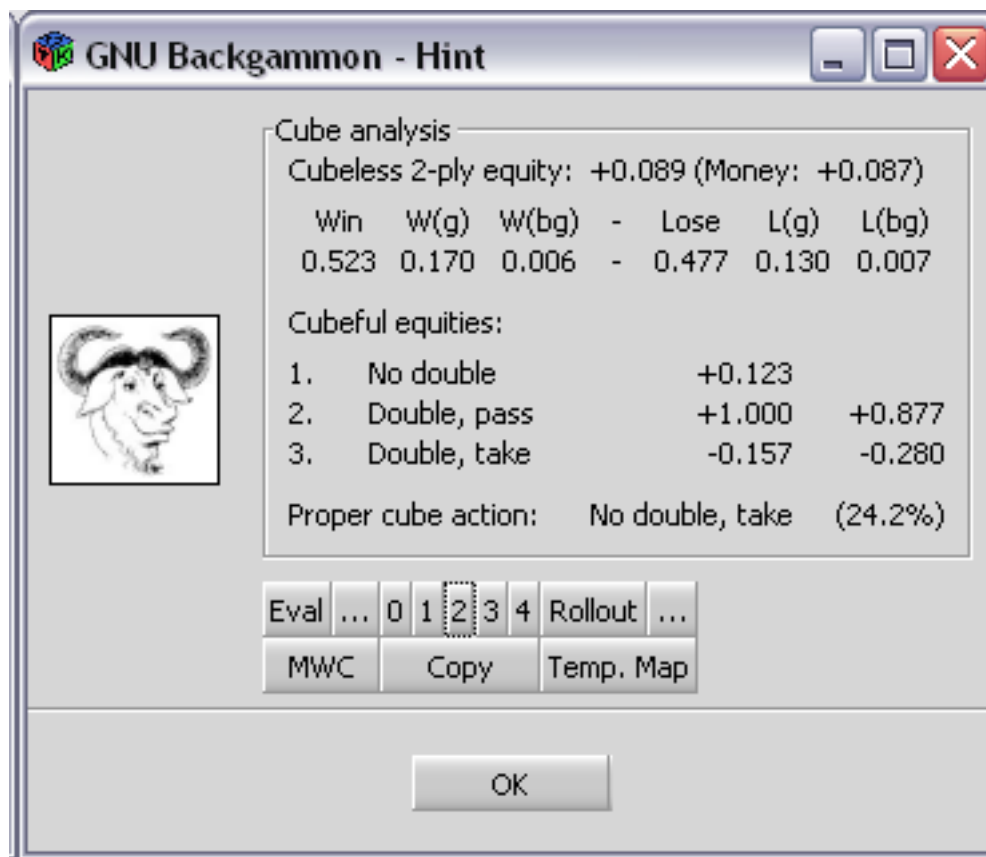 GNU Backgammon - Hint
Cube analysis
Cubeless 2-ply equity: +0.089 (Money: +0.087)
Win W(g) W(bg) - Lose L(g) L(bg)
0.523 0.170 0.006 - 0.477 0.130 0.007
Cubeful equities:
1. No double +0.123
2. Double, pass +1.000 +0.877
3. Double, take -0.157 -0.280
Proper cube action: No double, take (24.2%)
Eval ... 0 1 2 3 4 Rollout ...
MWC Copy Temp. Map
OK